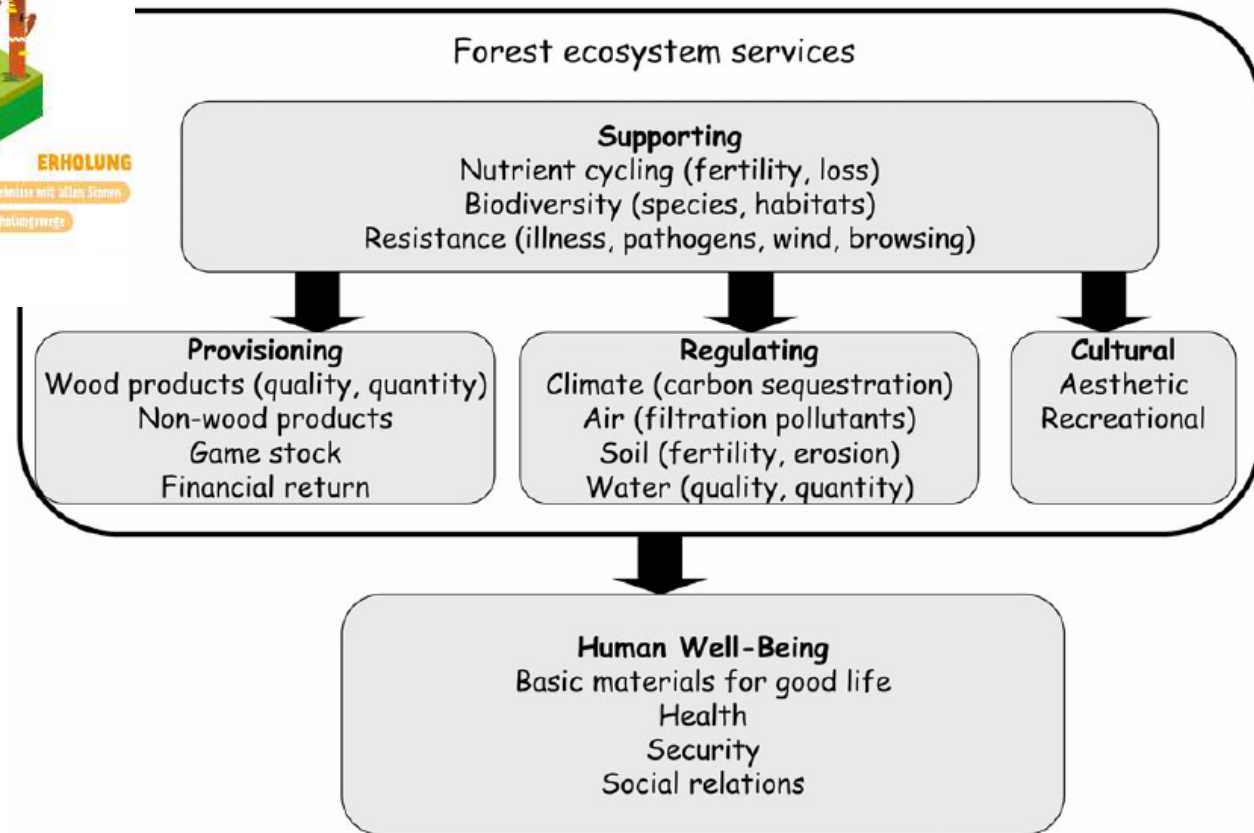 ERHOLUNG
mit allen Sinnen
Forest ecosystem services
Supporting
Nutrient cycling (fertility, loss)
Biodiversity (species, habitats)
Resistance (illness, pathogens, wind, browsing)
Provisioning
Wood products (quality, quantity)
Non-wood products
Game stock
Financial return
Regulating
Climate (carbon sequestration)
Air (filtration pollutants)
Soil (fertility, erosion)
Water (quality, quantity)
Cultural
Aesthetic
Recreational
Human Well-Being
Basic materials for good life
Health
Security
Social relations